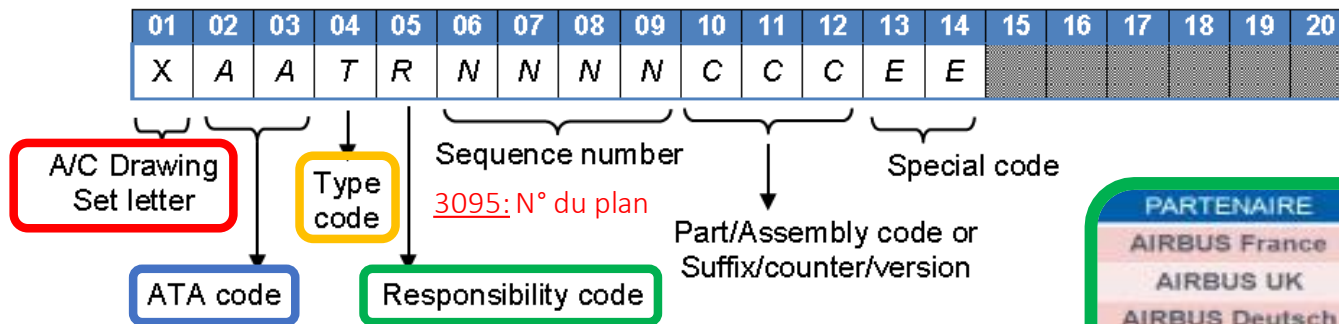 01 02 03 04 05 06 07 08 09 10 11 12 13 14 15 16 17 18 19 20
X A A T R N N N N C C C E E
A/C Drawing
Set letter
Type
code
Sequence number
3095: N° du plan
Special code
Part/Assembly code or
Suffix/counter/version
ATA code
Responsibility code
PARTENAIRE
AIRBUS France
AIRBUS UK
AIRBUS Deutsch